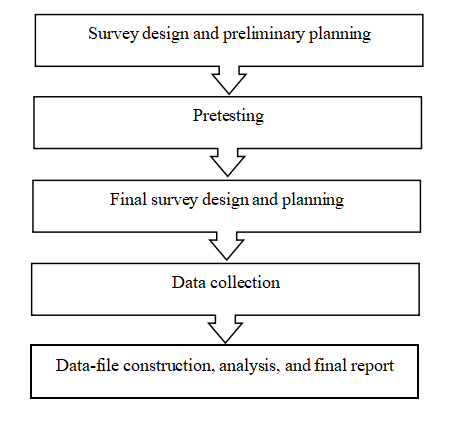 Survey design and preliminary planning
Pretesting
Final survey design and planning
Data collection
Data-file construction, analysis, and final report